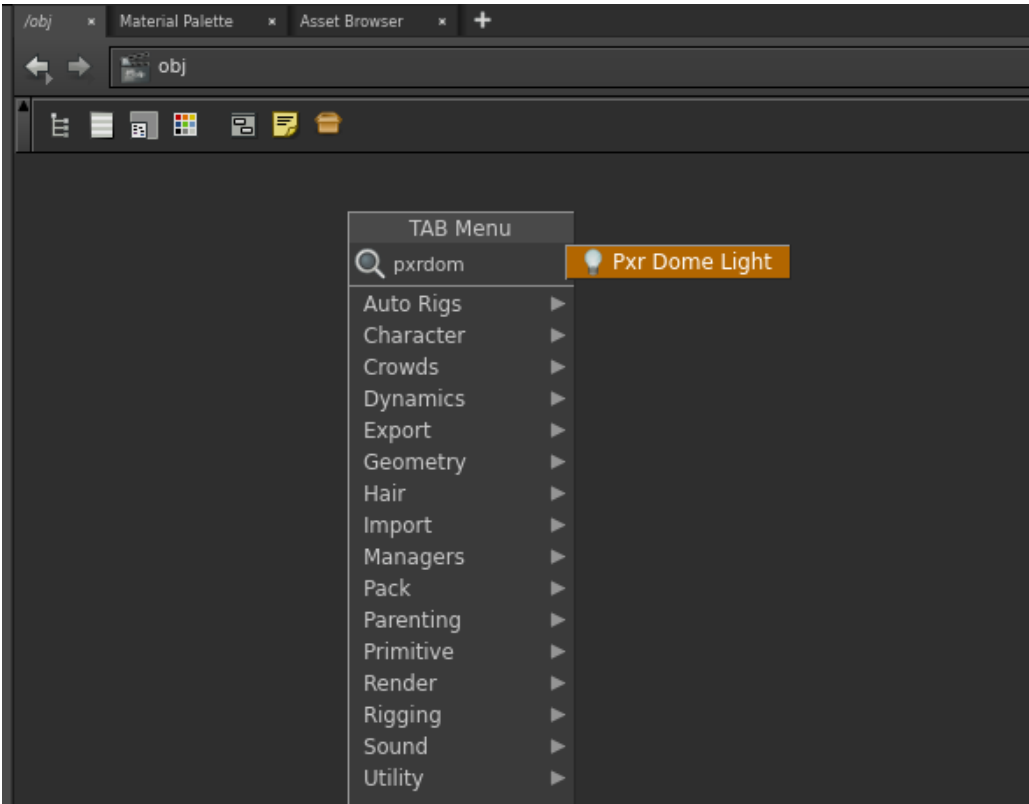 /obj Material Palette Asset Browser
obj
TAB Menu
pxrdom
Pxr Dome Light
Auto Rigs
Character
Crowds
Dynamics
Export
Geometry
Hair
Import
Managers
Pack
Parenting
Primitive
Render
Rigging
Sound
Utility